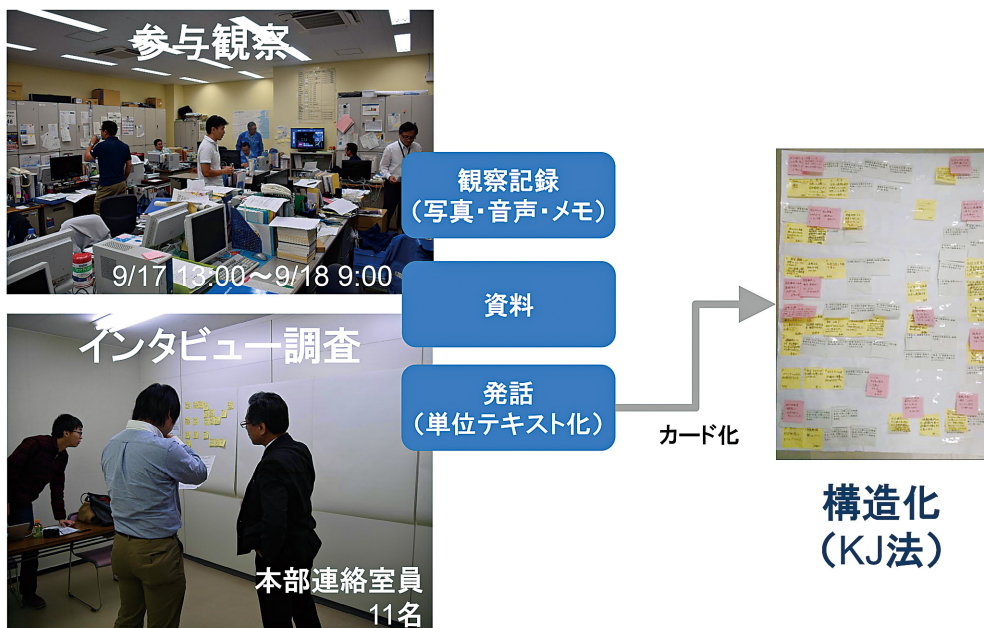 参与観察
9/17 13:00～9/18 9:00
観察記録
（写真・音声・メモ）
資料
インタビュー調査
発話
（単位テキスト化）
カード化
本部連絡室員
11名
構造化
（KJ法）